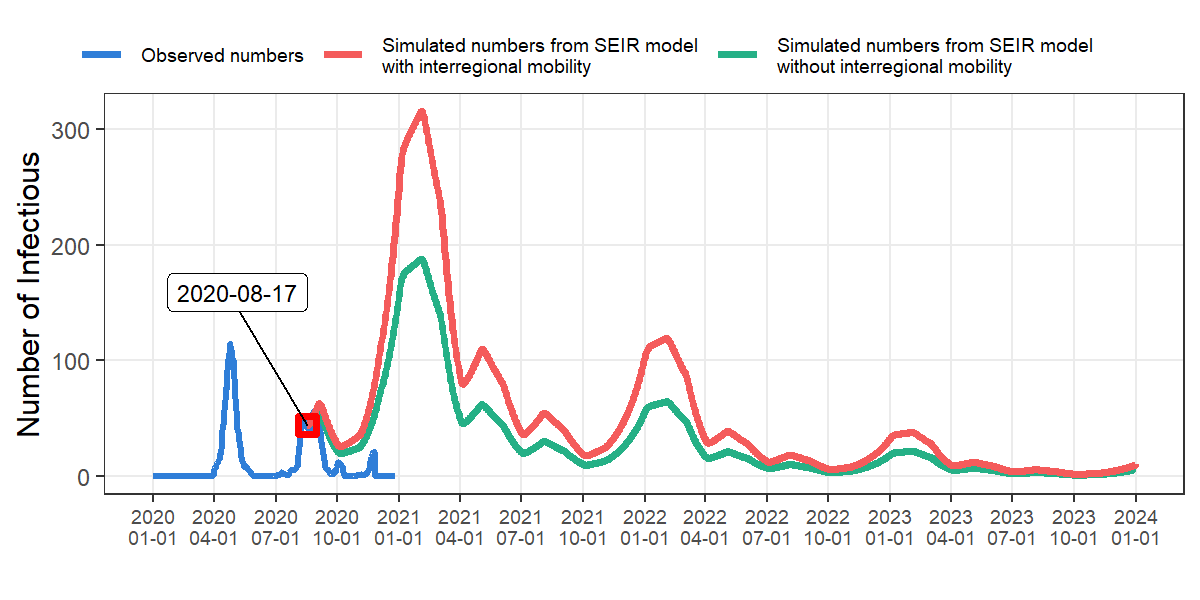 Observed numbers
Simulated numbers from SEIR model
with interregional mobility
Simulated numbers from SEIR model
without interregional mobility
Number of Infectious
300
200
100
0
2020-08-17
2020 2020 2020 2020 2021 2021 2021 2021 2022 2022 2022 2022 2023 2023 2023 2023 2024
01-01 04-01 07-01 10-01 01-01 04-01 07-01 10-01 01-01 04-01 07-01 10-01 01-01 04-01 07-01 10-01 01-01